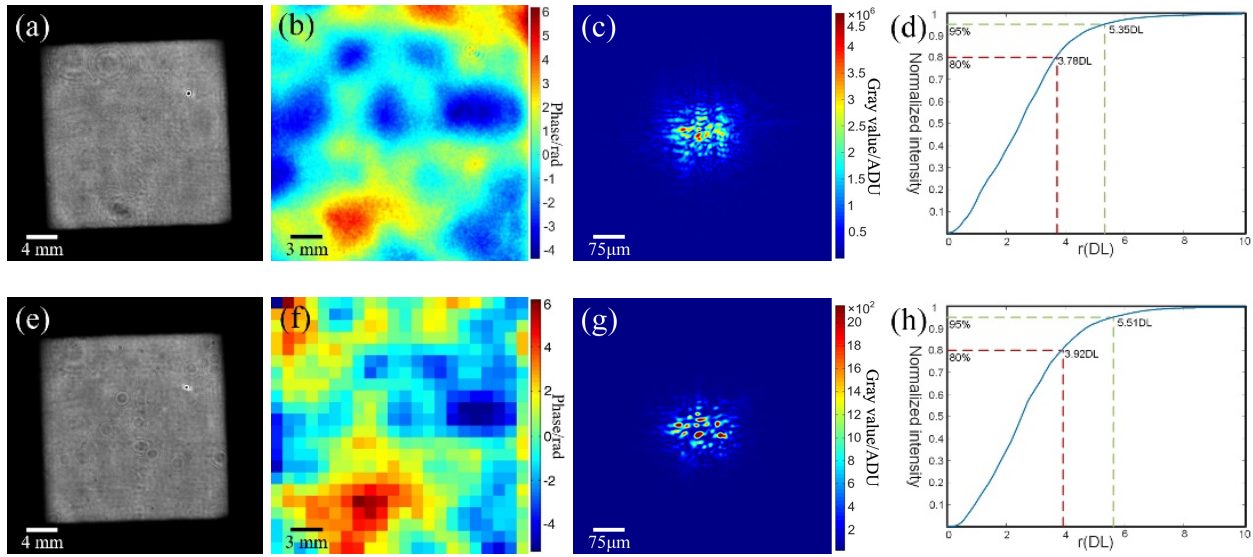 (a)
4 mm
(b)
3 mm
6
5
4
3
2
1
0
-1
-2
-3
-4
Phase/rad
(c)
75μm
×10⁶
4.5
4
3.5
3
2.5
2
1.5
1
0.5
Gray value/ADU
(d)
Normalized intensity
1
0.9
0.8
0.7
0.6
0.5
0.4
0.3
0.2
0.1
95%
80%
5.35DL
3.78DL
0 2 4 6 8 10
r(DL)
(e)
4 mm
(f)
3 mm
6
4
2
0
-2
-4
Phase/rad
(g)
75μm
×10²
20
18
16
14
12
10
8
6
4
2
Gray value/ADU
(h)
Normalized intensity
1
0.9
0.8
0.7
0.6
0.5
0.4
0.3
0.2
0.1
95%
80%
5.51DL
3.92DL
0 2 4 6 8 10
r(DL)